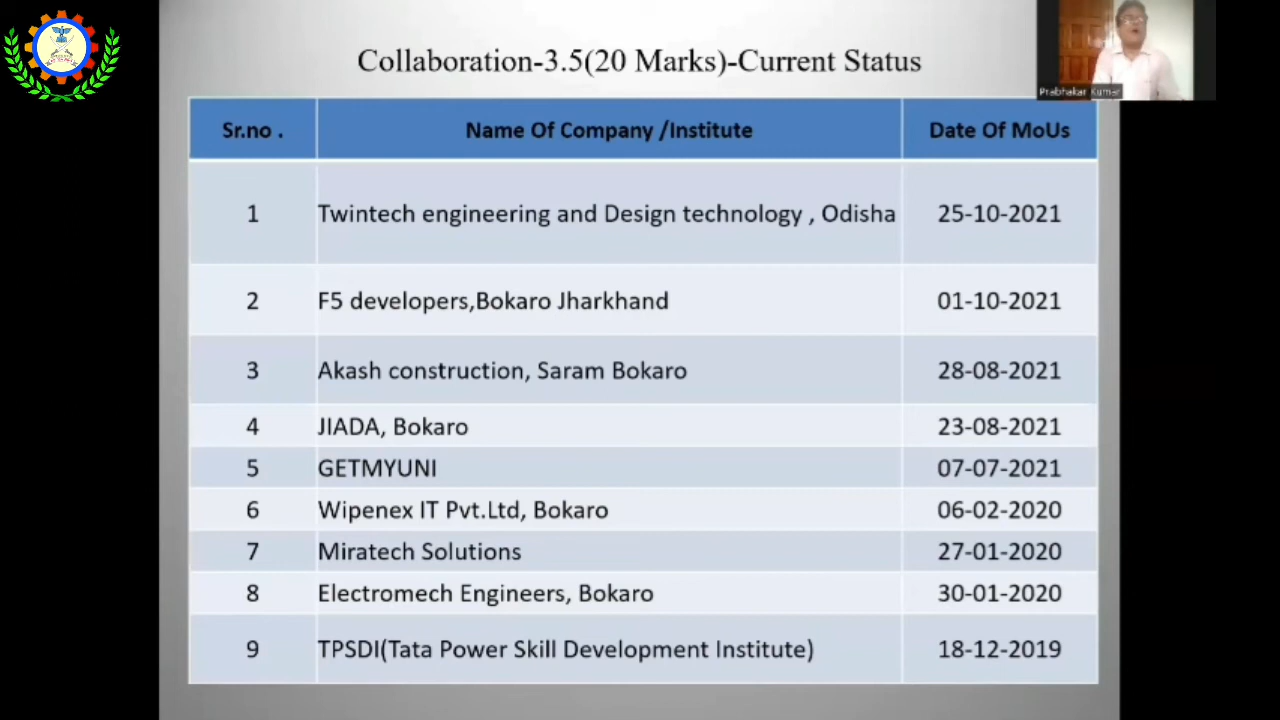 Collaboration-3.5(20 Marks)-Current Status
Prabhakar Kumar
Sr.no . Name Of Company /Institute Date Of MoUs
1 Twintech engineering and Design technology , Odisha 25-10-2021
2 F5 developers,Bokaro Jharkhand 01-10-2021
3 Akash construction, Saram Bokaro 28-08-2021
4 JIADA, Bokaro 23-08-2021
5 GETMYUNI 07-07-2021
6 Wipenex IT Pvt.Ltd, Bokaro 06-02-2020
7 Miratech Solutions 27-01-2020
8 Electromech Engineers, Bokaro 30-01-2020
9 TPSDI(Tata Power Skill Development Institute) 18-12-2019